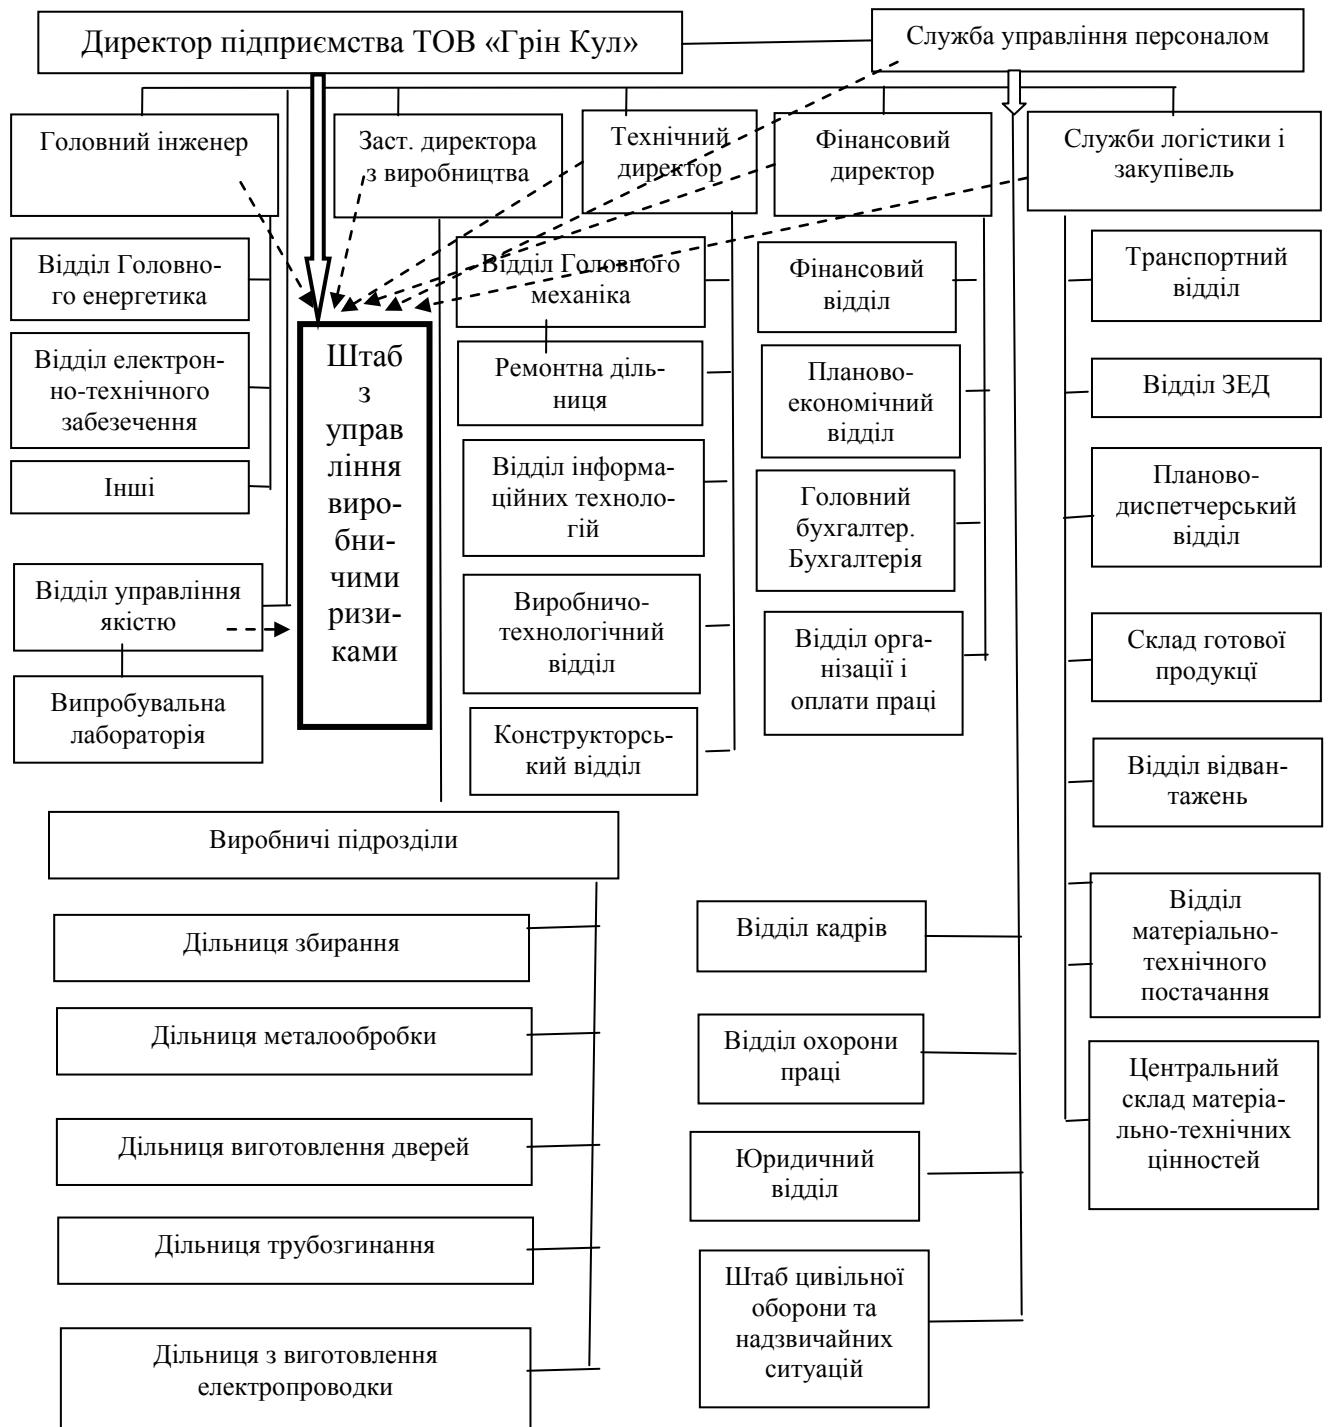 Директор підприємства ТОВ «Грін Кул»
Служба управління персоналом
Головний інженер
Заст. директора
з виробництва
Технічний
директор
Фінансовий
директор
Служби логістики і
закупівель
Відділ Головно-
го енергетика
Відділ електрон-
но-технічного
забезечення
Інші
Відділ управління
якістю
Випробувальна
лабораторія
Штаб
з
управ
ління
виро-
бни-
чими
ризи-
ками
Відділ Головного
механіка
Ремонтна діль-
ниця
Відділ інформа-
ційних техноло-
гій
Виробничо-
технологічний
відділ
Конструкторсь-
кий відділ
Фінансовий
відділ
Планово-
економічний
відділ
Головний
бухгалтер.
Бухгалтерія
Відділ орга-
нізації і
оплати праці
Транспортний
відділ
Відділ ЗЕД
Планово-
диспетчерський
відділ
Склад готової
продукці
Відділ відван-
тажень
Відділ
матеріально-
технічного
постачання
Центральний
склад матеріа-
льно-технічних
цінностей
Виробничі підрозділи
Дільниця збирання
Дільниця металообробки
Дільниця виготовлення дверей
Дільниця трубозгинання
Дільниця з виготовлення
електропроводки
Відділ кадрів
Відділ охорони
праці
Юридичний
відділ
Штаб цивільної
оборони та
надзвичайних
ситуацій